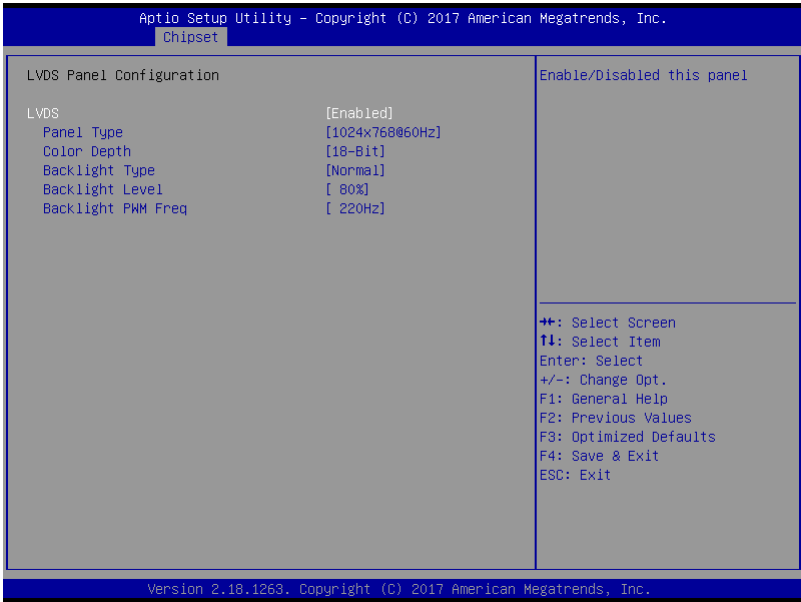 Aptio Setup Utility – Copyright (C) 2017 American Megatrends, Inc.
Chipset
LVDS Panel Configuration
LVDS [Enabled]
Panel Type [1024x768@60Hz]
Color Depth [18-Bit]
Backlight Type [Normal]
Backlight Level [ 80%]
Backlight PWM Freq [ 220Hz]
Enable/Disabled this panel
→←: Select Screen
↑↓: Select Item
Enter: Select
+/-: Change Opt.
F1: General Help
F2: Previous Values
F3: Optimized Defaults
F4: Save & Exit
ESC: Exit
Version 2.18.1263. Copyright (C) 2017 American Megatrends, Inc.